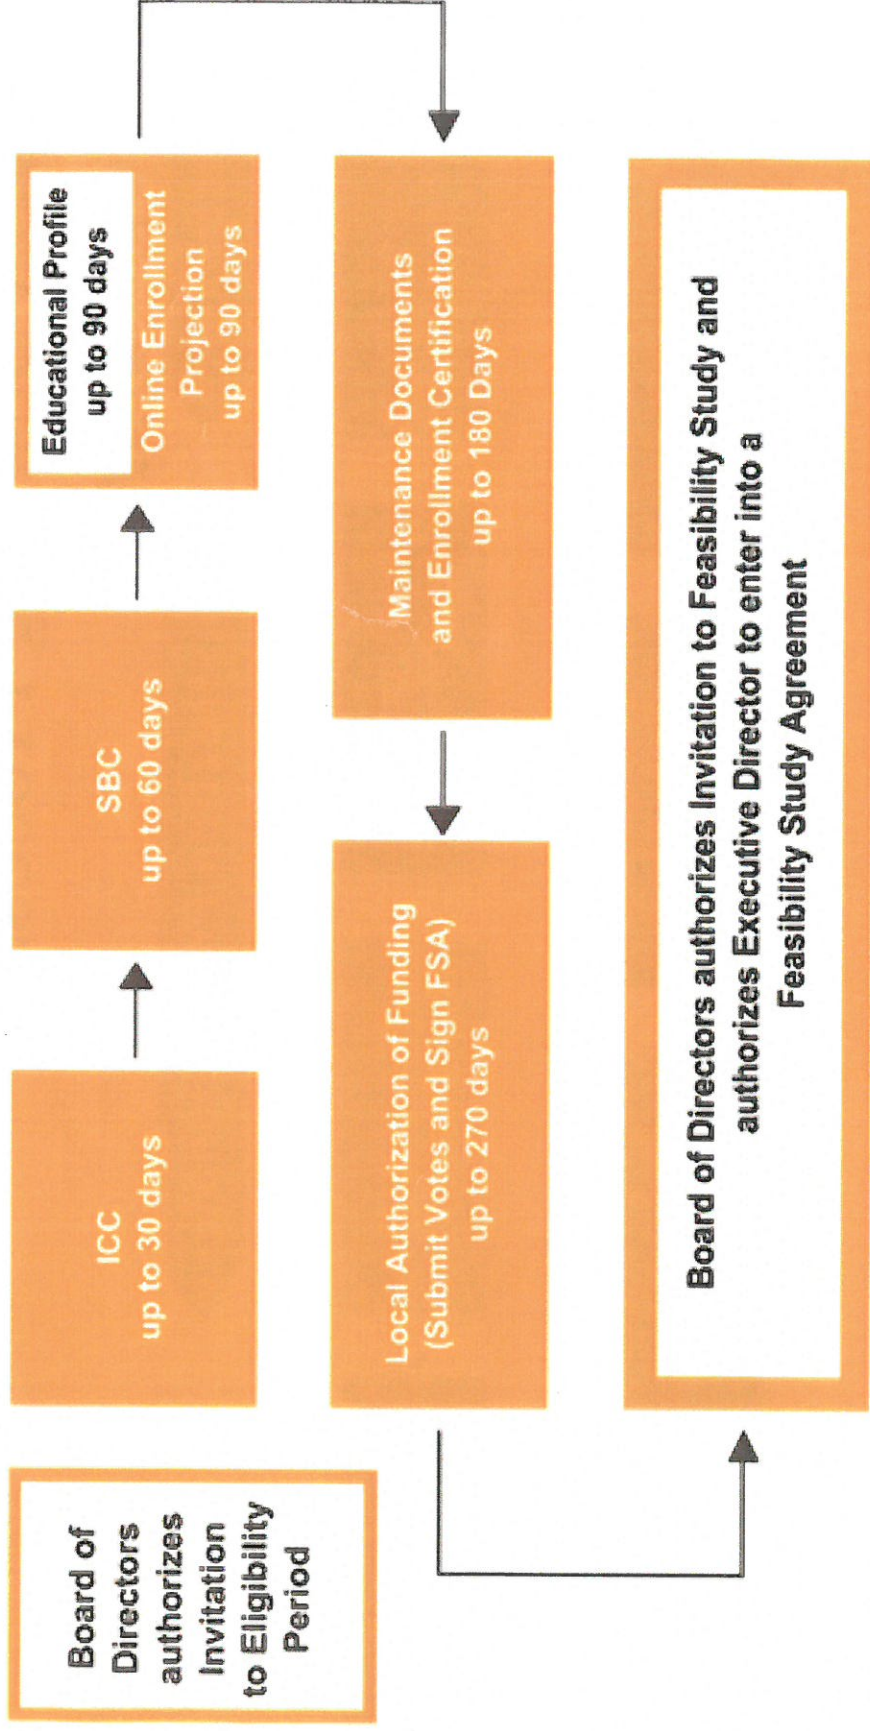 Board of
Directors
authorizes
Invitation
to Eligibility
Period
ICC
up to 30 days
SBC
up to 60 days
Educational Profile
up to 90 days
Online Enrollment
Projection
up to 90 days
Maintenance Documents
and Enrollment Certification
up to 180 Days
Local Authorization of Funding
(Submit Votes and Sign FSA)
up to 270 days
Board of Directors authorizes Invitation to Feasibility Study and
authorizes Executive Director to enter into a
Feasibility Study Agreement